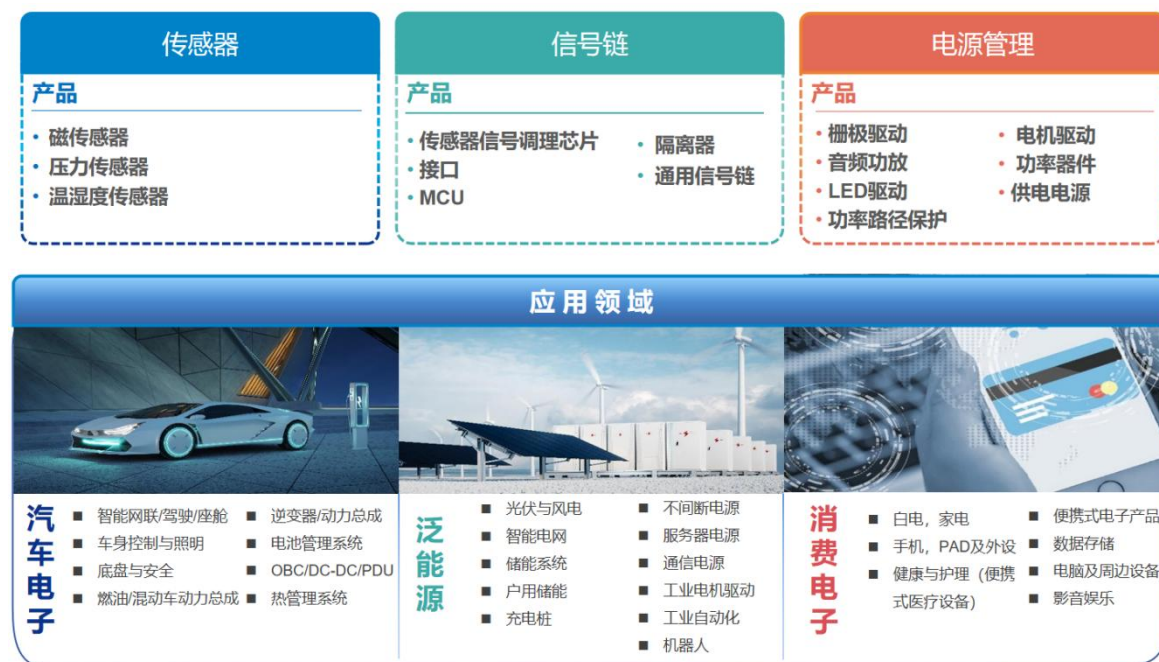 传感器
产品
• 磁传感器
• 压力传感器
• 温湿度传感器
信号链
产品
• 传感器信号调理芯片
• 接口
• MCU
• 隔离器
• 通用信号链
电源管理
产品
• 栅极驱动
• 音频功放
• LED驱动
• 功率路径保护
• 电机驱动
• 功率器件
• 供电电源
应用领域
汽车电子
■ 智能网联/驾驶/座舱
■ 车身控制与照明
■ 底盘与安全
■ 燃油/混动车动力总成
■ 逆变器/动力总成
■ 电池管理系统
■ OBC/DC-DC/PDU
■ 热管理系统
泛能源
■ 光伏与风电
■ 智能电网
■ 储能系统
■ 户用储能
■ 充电桩
■ 不间断电源
■ 服务器电源
■ 通信电源
■ 工业电机驱动
■ 工业自动化
■ 机器人
消费电子
■ 白电，家电
■ 手机，PAD及外设
■ 健康与护理（便携
式医疗设备）
■ 便携式电子产品
■ 数据存储
■ 电脑及周边设备
■ 影音娱乐